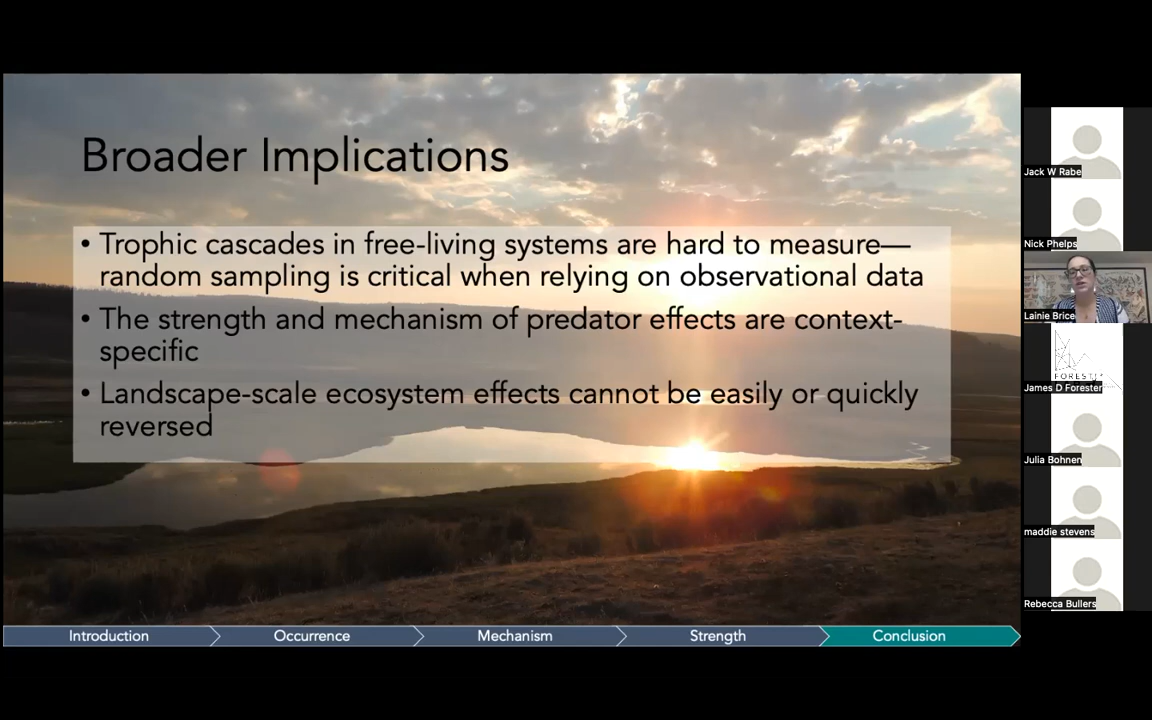 Broader Implications
• Trophic cascades in free-living systems are hard to measure—
random sampling is critical when relying on observational data
• The strength and mechanism of predator effects are context-
specific
• Landscape-scale ecosystem effects cannot be easily or quickly
reversed
Introduction
Occurrence
Mechanism
Strength
Conclusion
Jack W Rabe
Nick Phelps
Lainie Brice
James D Forester
Julia Bohnen
maddie stevens
Rebecca Bullers